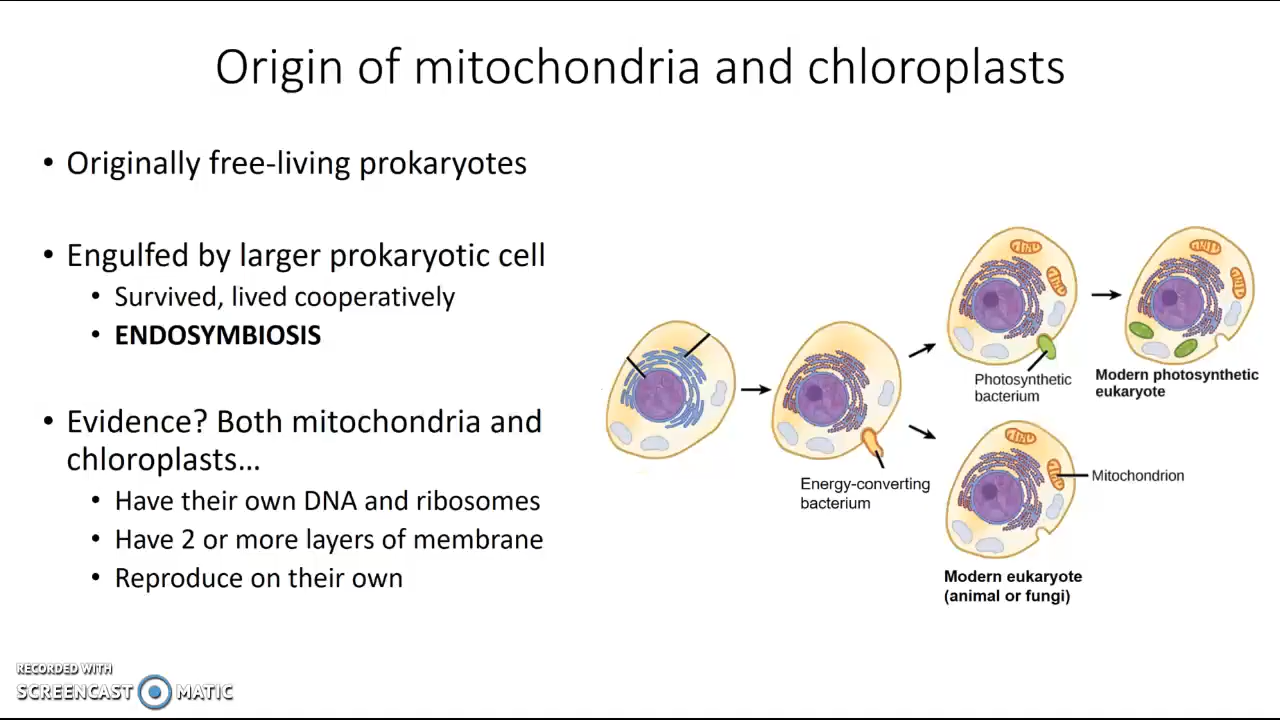 Origin of mitochondria and chloroplasts
• Originally free-living prokaryotes
• Engulfed by larger prokaryotic cell
• Survived, lived cooperatively
• ENDOSYMBIOSIS
• Evidence? Both mitochondria and
chloroplasts...
• Have their own DNA and ribosomes
• Have 2 or more layers of membrane
• Reproduce on their own
Energy-converting
bacterium
Photosynthetic
bacterium
Modern photosynthetic
eukaryote
Mitochondrion
Modern eukaryote
(animal or fungi)
RECORDED WITH
SCREENCAST MATIC